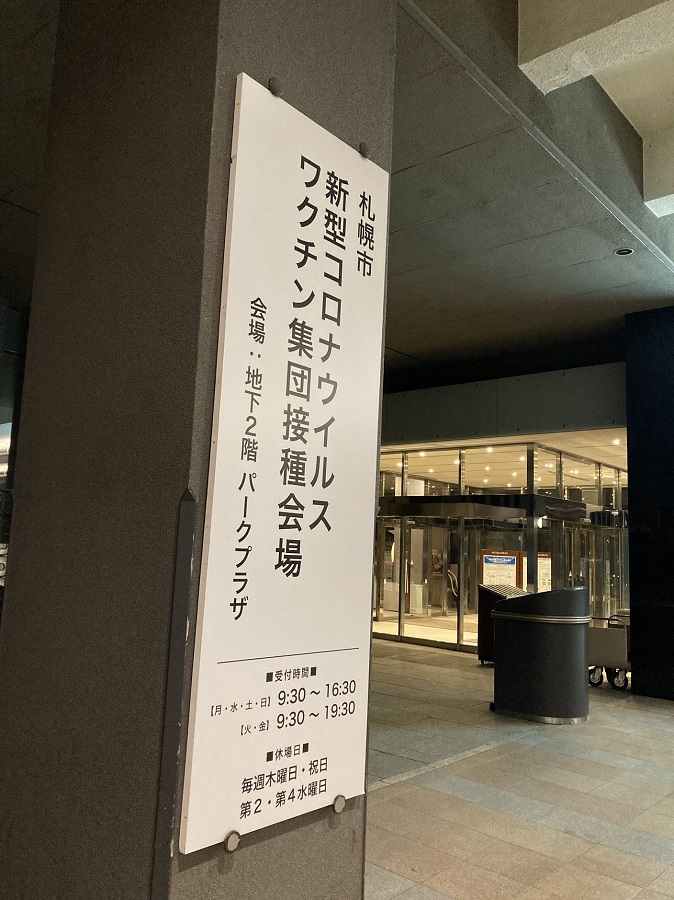 札幌市
新型コロナウイルス
ワクチン集団接種会場
会場：地下2階 パークプラザ
■受付時間■
【月・水・土・日】9:30〜16:30
【火・金】9:30〜19:30
■休場日■
毎週木曜日・祝日
第2・第4水曜日